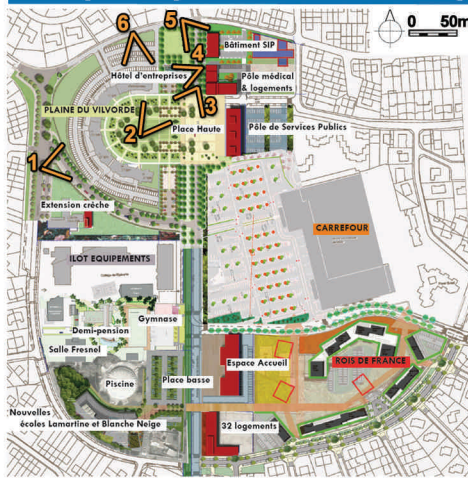 0 50m
6
5
4
Bâtiment SIP
Hôtel d'entreprises
Pôle médical
& logements
PLAINE DU VILVORDE
3
2
Place Haute
Pôle de Services Publics
1
Extension crèche
CARREFOUR
ILOT EQUIPEMENTS
Gymnase
Demi-pension
Salle Fresnel
Espace Accueil
ROIS DE FRANCE
Piscine
Place basse
Nouvelles
écoles Lamartine et Blanche Neige
32 logements